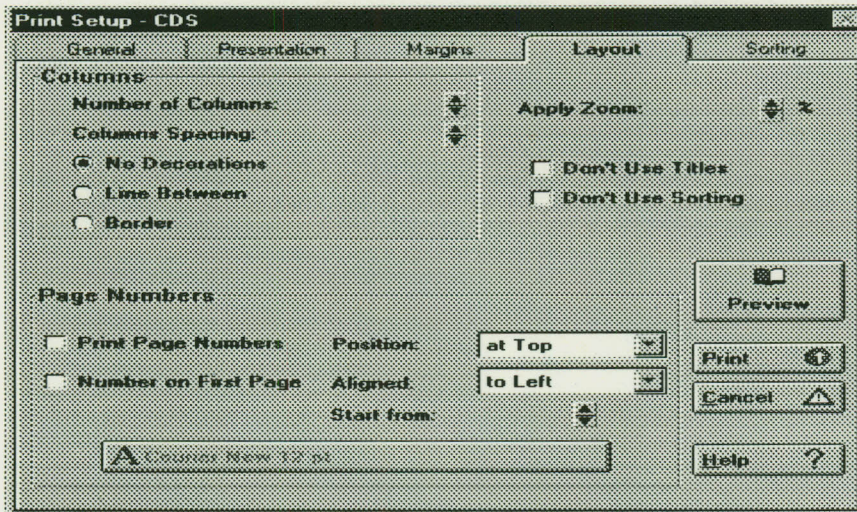 Print Setup - CDS
General Presentation Margins Layout Sorting
Columns
Number of Columns:
Columns Spacing:
No Decorations
Line Between
Border
Apply Zoom: %
Don't Use Titles
Don't Use Sorting
Page Numbers
Print Page Numbers
Number on First Page
Position: at Top
Aligned: to Left
Start from:
A Courier New 12 pt
Preview
Print
Cancel
Help ?